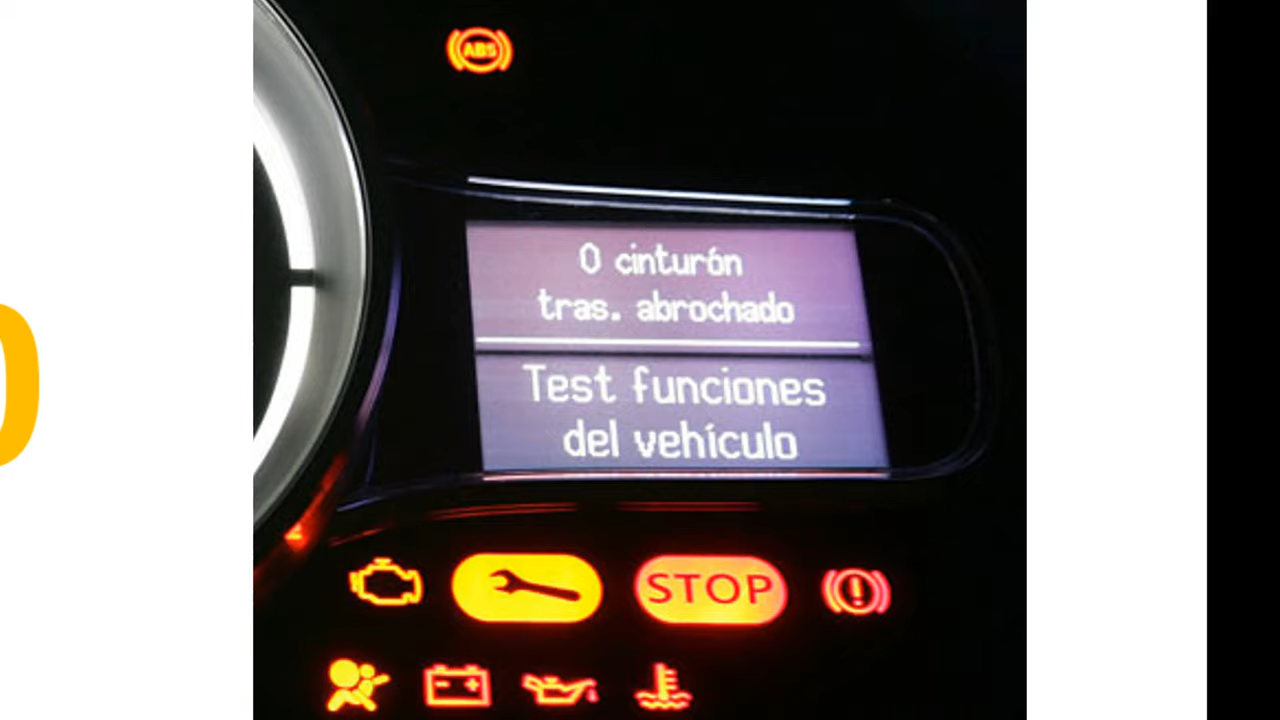 ABS
0 cinturón
tras. abrochado
Test funciones
del vehículo
STOP